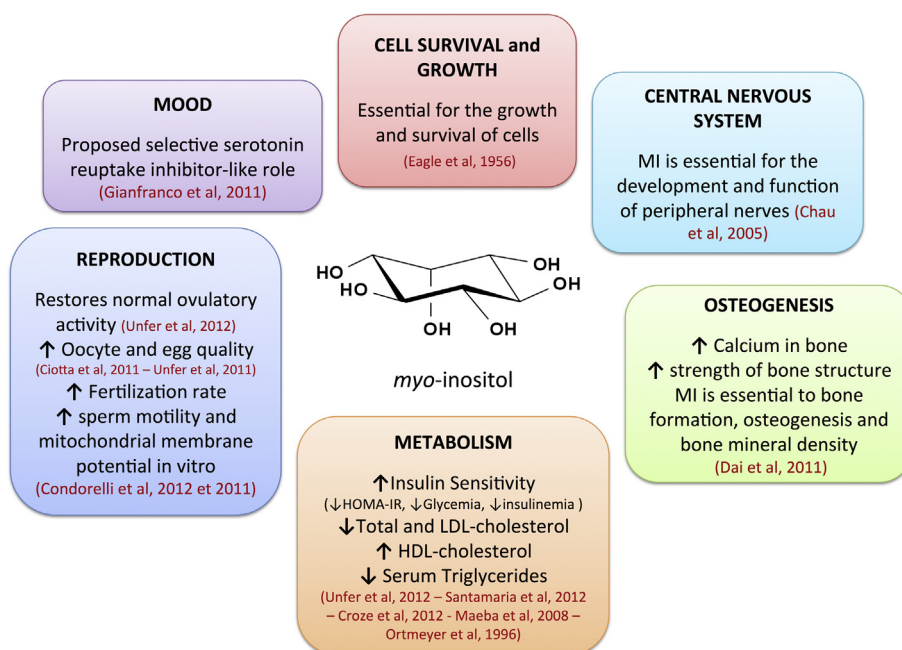 CELL SURVIVAL and
GROWTH
Essential for the growth
and survival of cells
(Eagle et al, 1956)
MOOD
Proposed selective serotonin
reuptake inhibitor-like role
(Gianfranco et al, 2011)
CENTRAL NERVOUS
SYSTEM
MI is essential for the
development and function
of peripheral nerves (Chau
et al, 2005)
REPRODUCTION
Restores normal ovulatory
activity (Unfer et al, 2012)
↑ Oocyte and egg quality
(Ciotta et al, 2011 – Unfer et al, 2011)
↑ Fertilization rate
↑ sperm motility and
mitochondrial membrane
potential in vitro
(Condorelli et al, 2012 et 2011)
HO
HO
OH
OH
OH
OH
myo-inositol
OSTEOGENESIS
↑ Calcium in bone
↑ strength of bone structure
MI is essential to bone
formation, osteogenesis and
bone mineral density
(Dai et al, 2011)
METABOLISM
↑Insulin Sensitivity
(↓HOMA-IR, ↓Glycemia, ↓insulinemia )
↓Total and LDL-cholesterol
↑ HDL-cholesterol
↓ Serum Triglycerides
(Unfer et al, 2012 – Santamaria et al, 2012
– Croze et al, 2012 - Maeba et al, 2008 –
Ortmeyer et al, 1996)